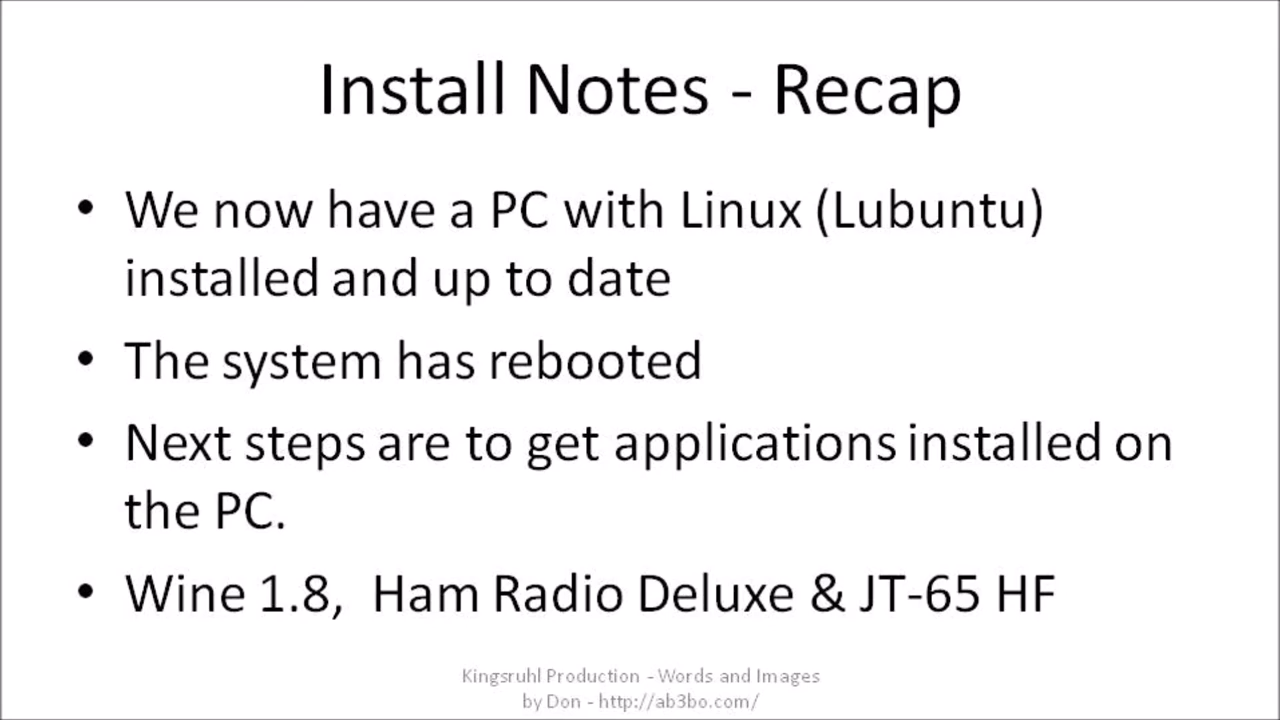 Install Notes - Recap
• We now have a PC with Linux (Lubuntu)
installed and up to date
• The system has rebooted
• Next steps are to get applications installed on
the PC.
• Wine 1.8,  Ham Radio Deluxe & JT-65 HF
Kingsruhl Production - Words and Images
by Don - http://ab3bo.com/